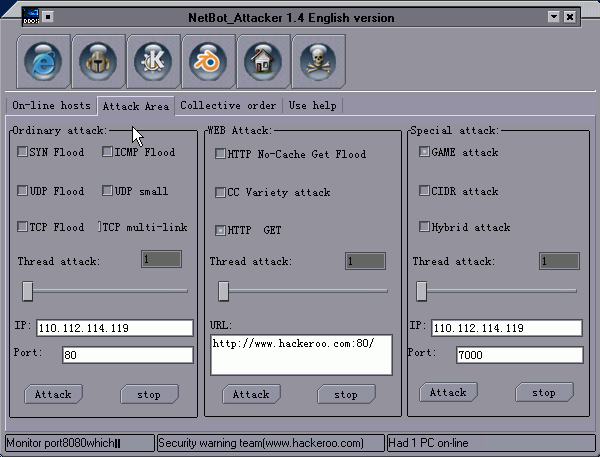 DDOS
NetBot_Attacker 1.4 English version
On-line hosts Attack Area Collective order Use help
Ordinary attack:
SYN Flood ICMP Flood
UDP Flood UDP small
TCP Flood TCP multi-link
Thread attack: 1
IP: 110.112.114.119
Port: 80
Attack stop
WEB Attack:
HTTP No-Cache Get Flood
CC Variety attack
HTTP GET
Thread attack: 1
URL:
http://www.hackeroo.com:80/
Attack stop
Special attack:
GAME attack
CIDR attack
Hybrid attack
Thread attack: 1
IP: 110.112.114.119
Port: 7000
Attack stop
Monitor port8080which Security warning team(www.hackeroo.com) Had 1 PC on-line